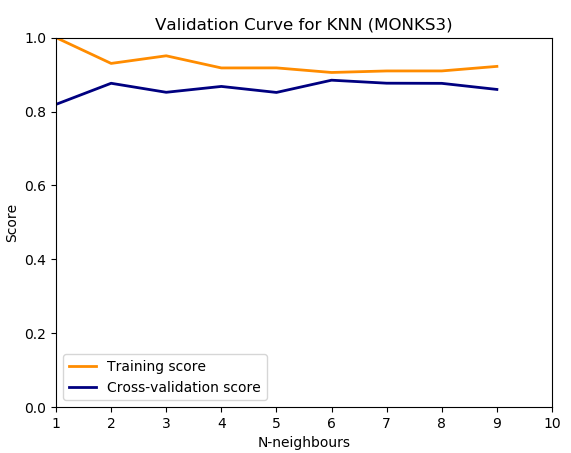 Validation Curve for KNN (MONKS3)
1.0
0.8
0.6
0.4
0.2
0.0
Score
Training score
Cross-validation score
1 2 3 4 5 6 7 8 9 10
N-neighbours